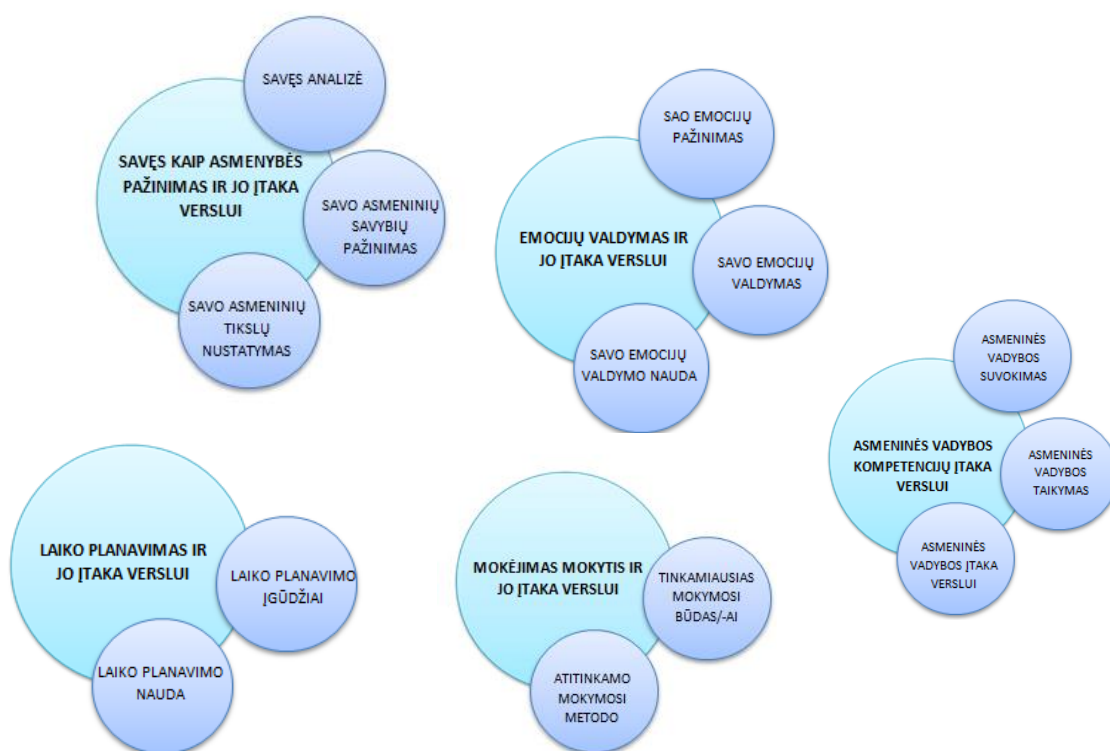 SAVĘS ANALIZĖ
SAVĘS KAIP ASMENYBĖS
PAŽINIMAS IR JO ĮTAKA
VERSLUI
SAVO ASMENINIŲ
SAVYBIŲ
PAŽINIMAS
SAVO ASMENINIŲ
TIKSLŲ
NUSTATYMAS
SAO EMOCIJŲ
PAŽINIMAS
EMOCIJŲ VALDYMAS IR
JO ĮTAKA VERSLUI
SAVO EMOCIJŲ
VALDYMAS
SAVO EMOCIJŲ
VALDYMO NAUDA
ASMENINĖS
VADYBOS
SUVOKIMAS
ASMENINĖS VADYBOS
KOMPETENCIJŲ ĮTAKA
VERSLUI
ASMENINĖS
VADYBOS
TAIKYMAS
ASMENINĖS
VADYBOS ĮTAKA
VERSLUI
LAIKO PLANAVIMAS IR
JO ĮTAKA VERSLUI
LAIKO PLANAVIMO
ĮGŪDŽIAI
LAIKO PLANAVIMO
NAUDA
MOKĖJIMAS MOKYTIS IR
JO ĮTAKA VERSLUI
TINKAMIAUSIAS
MOKYMOSI
BŪDAS/-AI
ATITINKAMO
MOKYMOSI
METODO